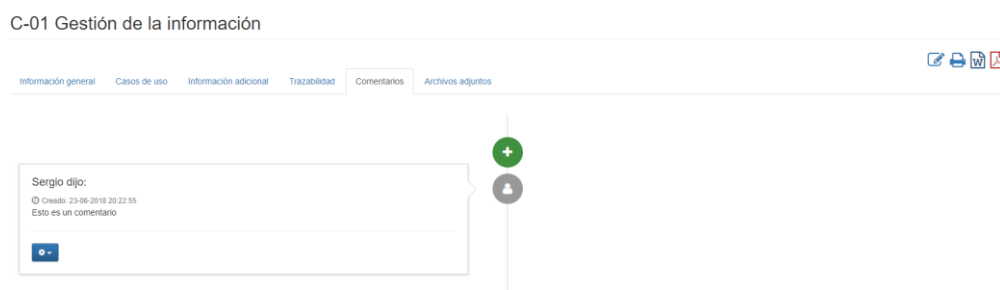 C-01 Gestión de la información
Información general Casos de uso Información adicional Trazabilidad Comentarios Archivos adjuntos
Sergio dijo:
Creado: 23-06-2018 20:22:55
Esto es un comentario